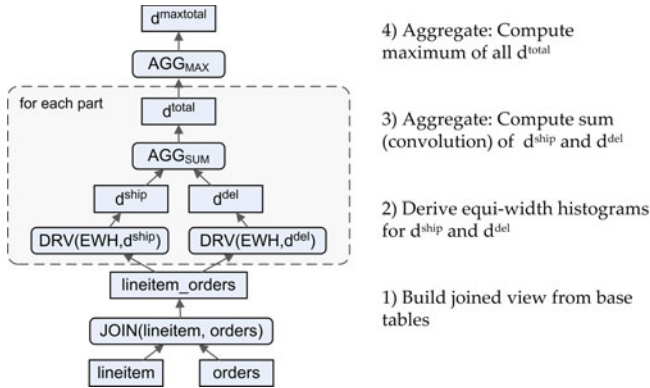 d^maxtotal
4) Aggregate: Compute
maximum of all d^total
AGG_MAX
for each part
d^total
3) Aggregate: Compute sum
(convolution) of d^ship and d^del
AGG_SUM
d^ship
d^del
2) Derive equi-width histograms
for d^ship and d^del
DRV(EWH,d^ship)
DRV(EWH,d^del)
lineitem_orders
1) Build joined view from base
tables
JOIN(lineitem, orders)
lineitem
orders